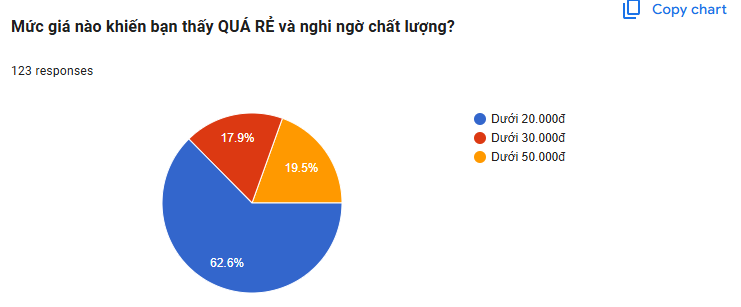 Copy chart
Mức giá nào khiến bạn thấy QUÁ RẺ và nghi ngờ chất lượng?
123 responses
17.9%
19.5%
62.6%
Dưới 20.000đ
Dưới 30.000đ
Dưới 50.000đ